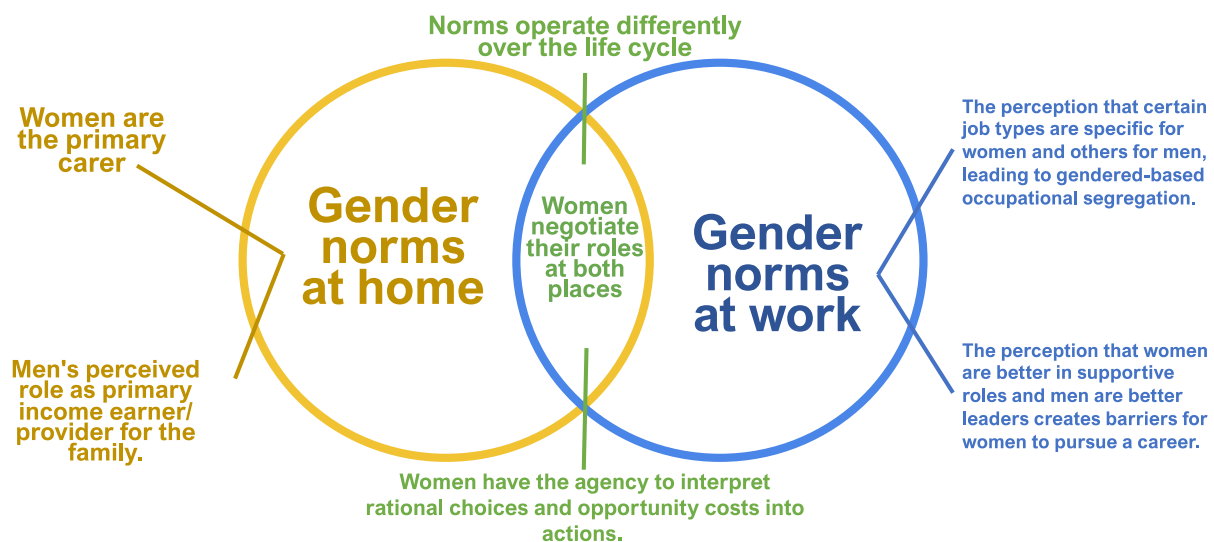 Norms operate differently
over the life cycle
Women are
the primary
carer
Men's perceived
role as primary
income earner/
provider for the
family.
Gender
norms
at home
Women
negotiate
their roles
at both
places
Gender
norms
at work
The perception that certain
job types are specific for
women and others for men,
leading to gendered-based
occupational segregation.
The perception that women
are better in supportive
roles and men are better
leaders creates barriers for
women to pursue a career.
Women have the agency to interpret
rational choices and opportunity costs into
actions.